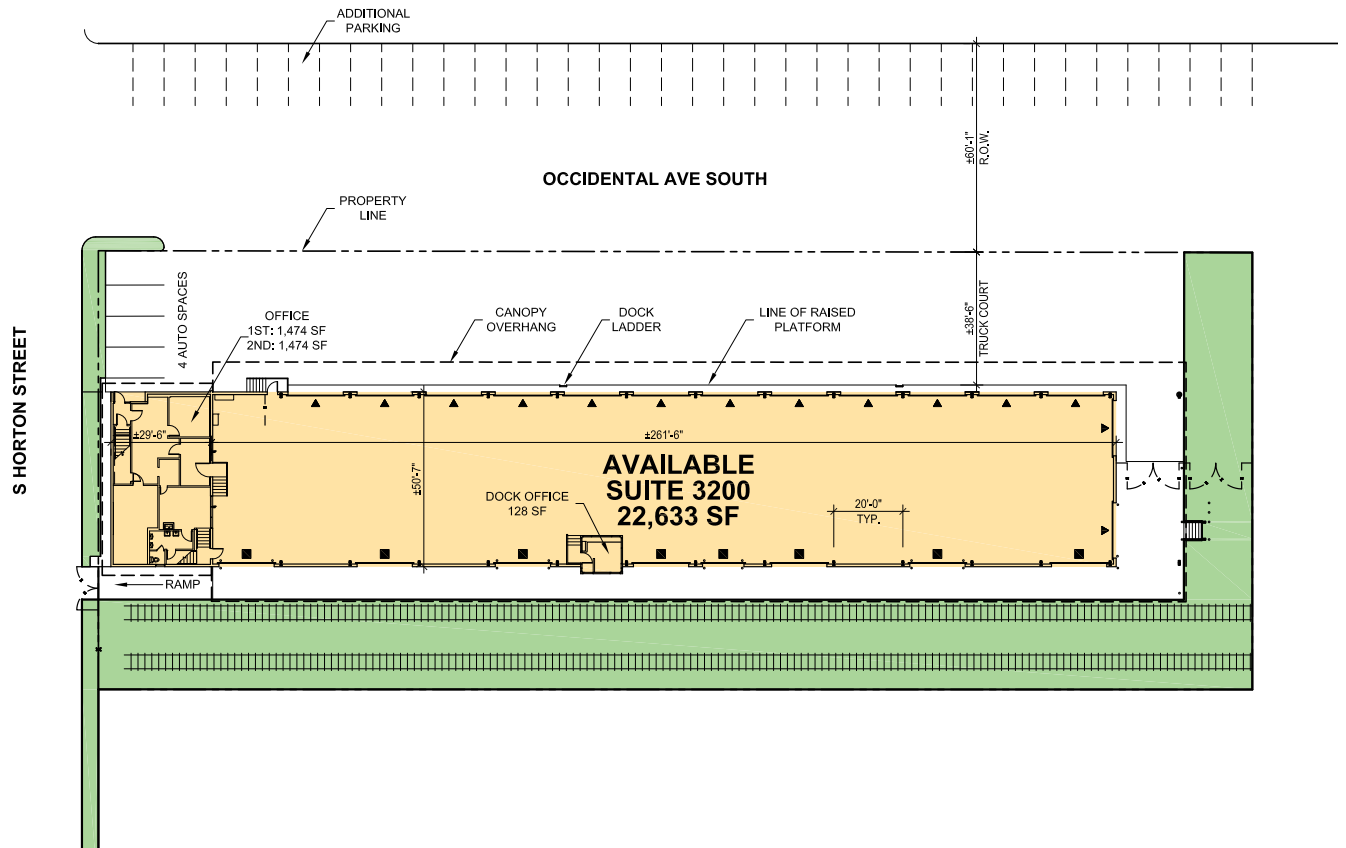 ADDITIONAL
PARKING
±60'-1"
R.O.W.
OCCIDENTAL AVE SOUTH
PROPERTY
LINE
4 AUTO SPACES
OFFICE
1ST: 1,474 SF
2ND: 1,474 SF
CANOPY
OVERHANG
DOCK
LADDER
LINE OF RAISED
PLATFORM
±38'-6"
TRUCK COURT
S HORTON STREET
±29'-6"
±261'-6"
±50'-7"
AVAILABLE
SUITE 3200
22,633 SF
DOCK OFFICE
128 SF
20'-0"
TYP.
RAMP